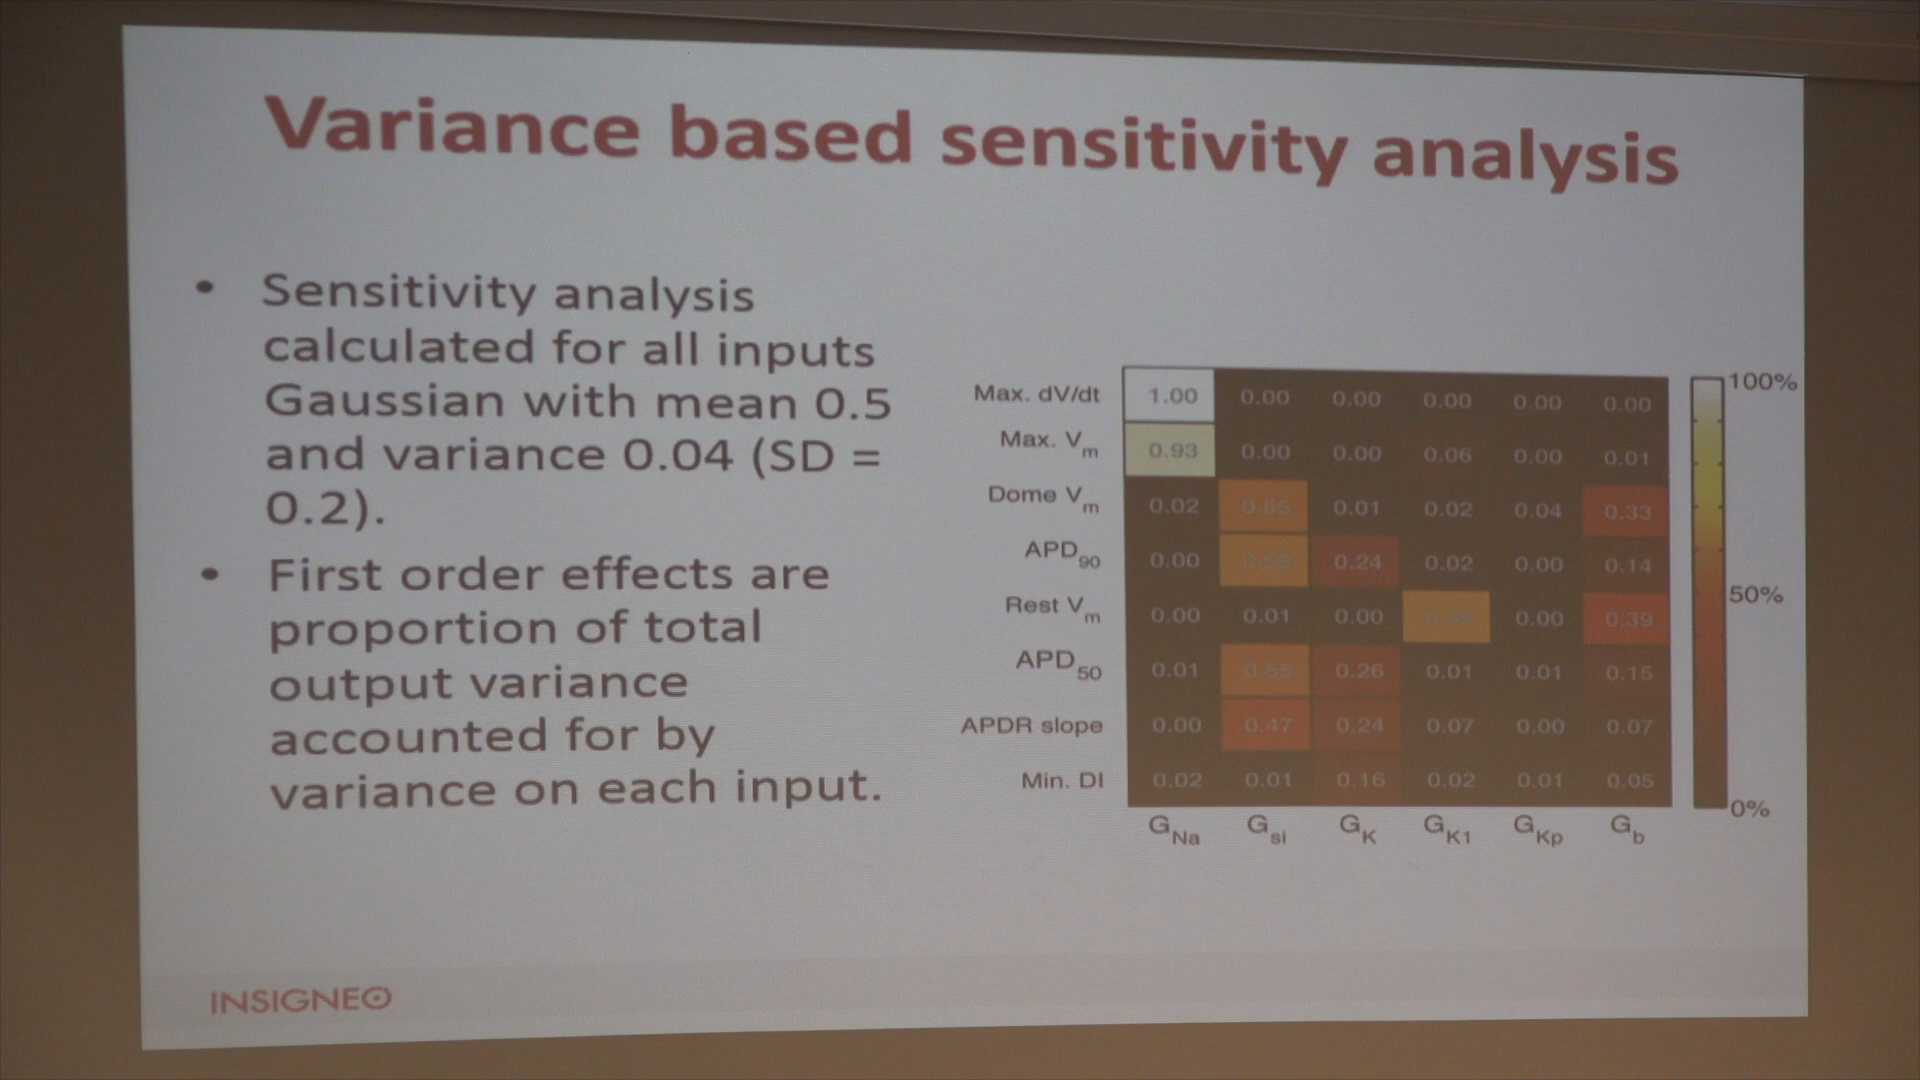 Variance based sensitivity analysis
• Sensitivity analysis
calculated for all inputs
Gaussian with mean 0.5
and variance 0.04 (SD =
0.2).
• First order effects are
proportion of total
output variance
accounted for by
variance on each input.
Max. dV/dt 1.00 0.00 0.00 0.00 0.00 0.00
Max. Vm 0.93 0.00 0.00 0.06 0.00 0.01
Dome Vm 0.02 0.01 0.02 0.04 0.33
APD90 0.00 0.24 0.02 0.00 0.14
Rest Vm 0.00 0.01 0.00 0.00 0.39
APD50 0.01 0.55 0.26 0.01 0.01 0.15
APDR slope 0.00 0.47 0.24 0.07 0.00 0.07
Min. DI 0.02 0.01 0.16 0.02 0.01 0.05
GNa Gsi GK GK1 GKp Gb
100%
50%
0%
INSIGNEO